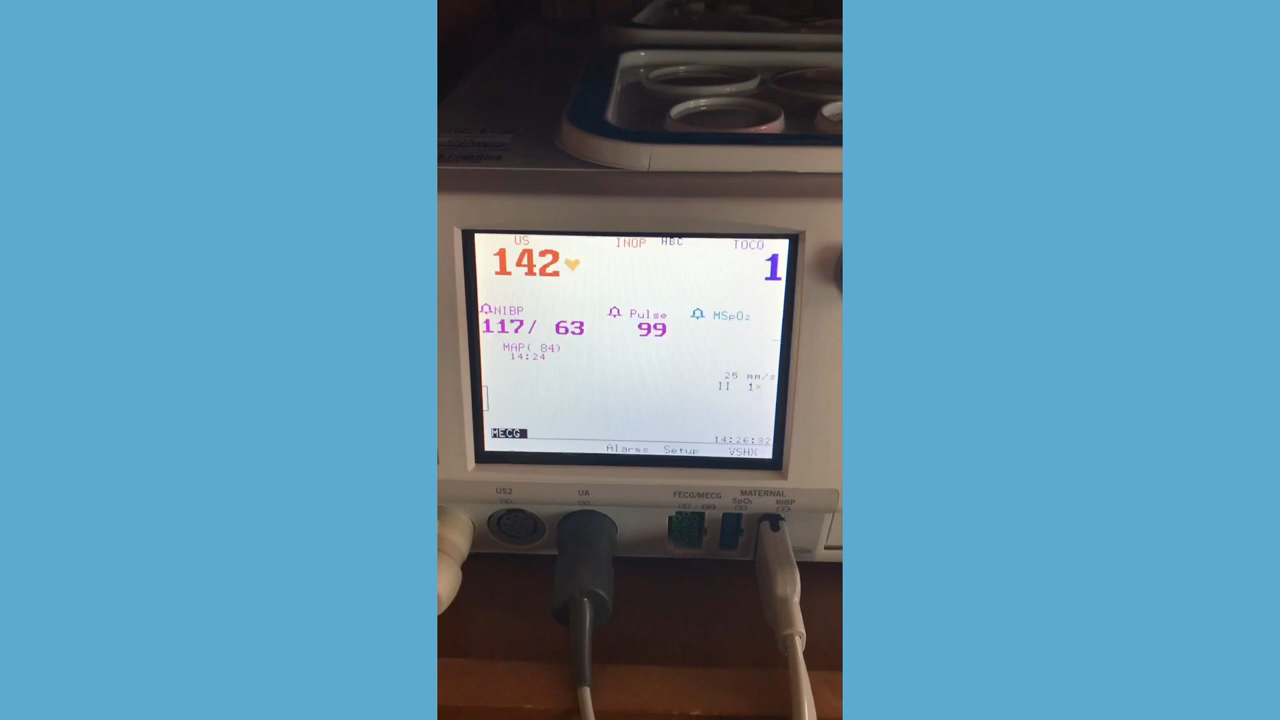 US INOP HBC TOCO
142 1
NIBP Pulse MSpO₂
117/ 63 99
MAP( 84)
14:24
25 mm/s
II 1×
MECG
14:26:32
Alarms Setup VSHX
US2 UA FECG/MECG MATERNAL
SpO₂ NIBP